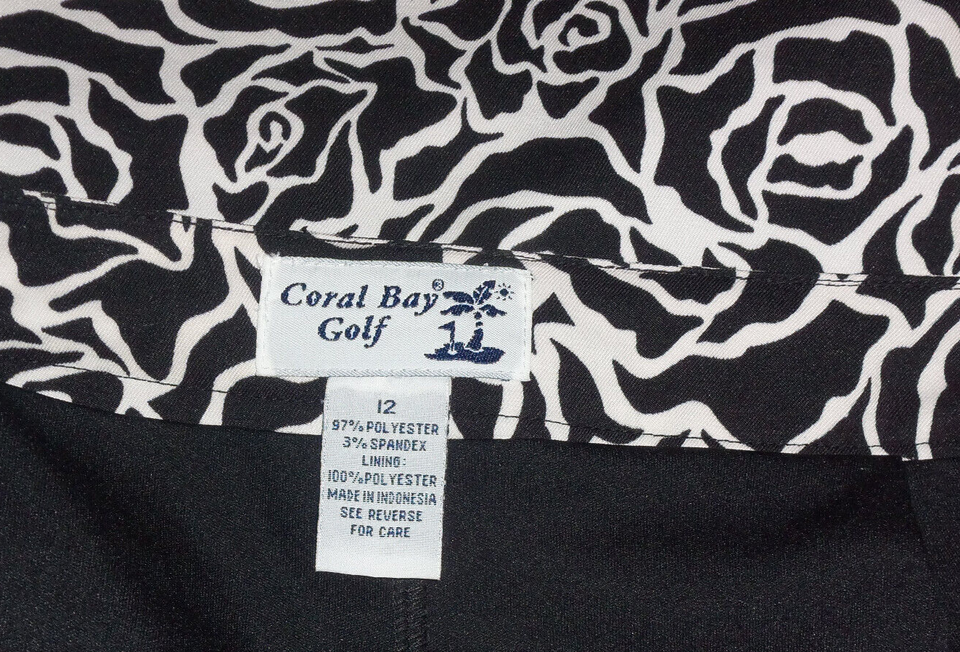 Coral Bay®
Golf
12
97% POLYESTER
3% SPANDEX
LINING:
100% POLYESTER
MADE IN INDONESIA
SEE REVERSE
FOR CARE